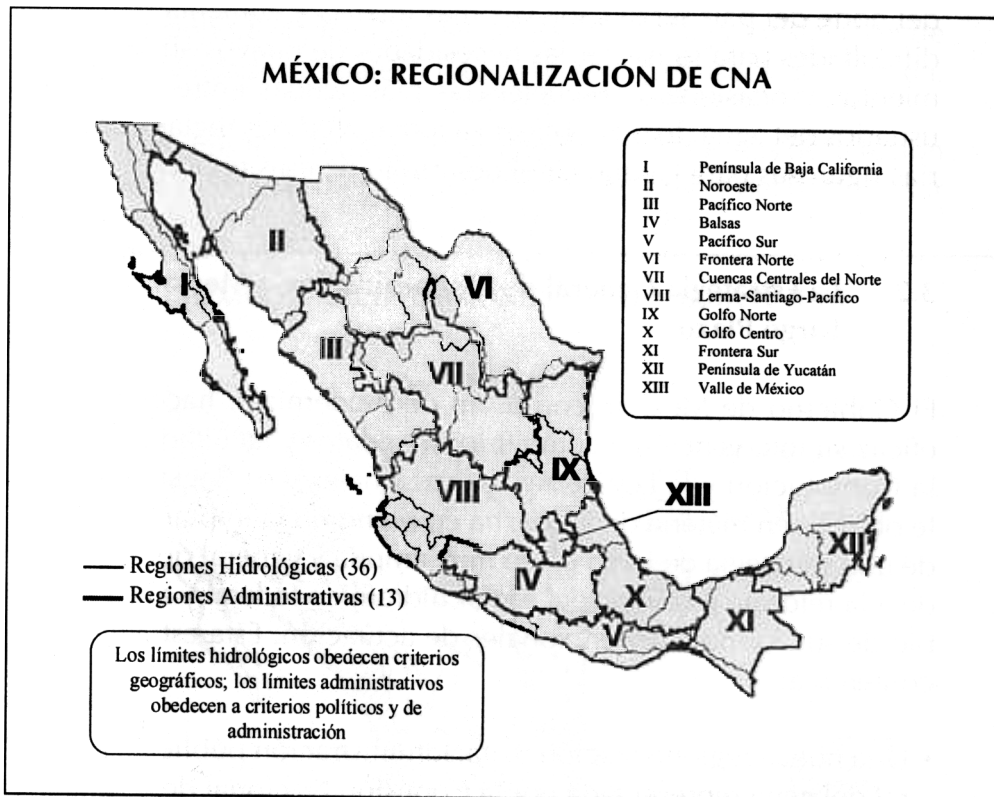 MÉXICO: REGIONALIZACIÓN DE CNA
I Península de Baja California
II Noroeste
III Pacífico Norte
IV Balsas
V Pacífico Sur
VI Frontera Norte
VII Cuencas Centrales del Norte
VIII Lerma-Santiago-Pacífico
IX Golfo Norte
X Golfo Centro
XI Frontera Sur
XII Península de Yucatán
XIII Valle de México
II
I
VI
III
VII
IX
VIII
XIII
XII
IV
X
XI
V
Regiones Hidrológicas (36)
Regiones Administrativas (13)
Los límites hidrológicos obedecen criterios
geográficos; los límites administrativos
obedecen a criterios políticos y de
administración